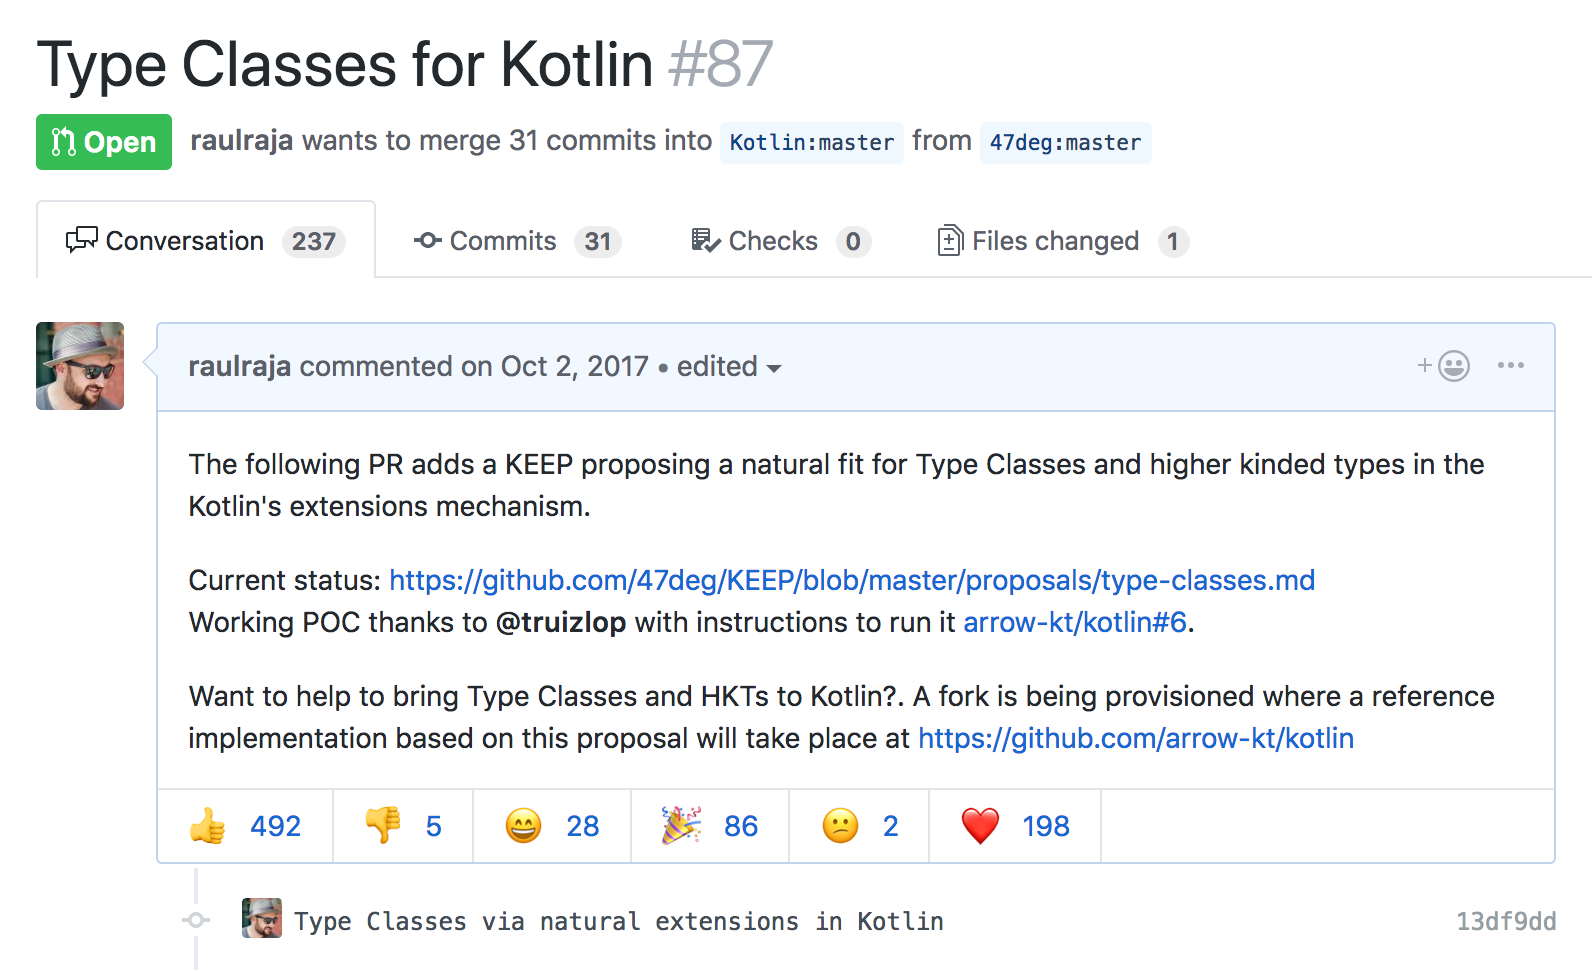 Type Classes for Kotlin #87
Open raulraja wants to merge 31 commits into Kotlin:master from 47deg:master
Conversation 237 Commits 31 Checks 0 Files changed 1
raulraja commented on Oct 2, 2017 • edited
The following PR adds a KEEP proposing a natural fit for Type Classes and higher kinded types in the
Kotlin's extensions mechanism.
Current status: https://github.com/47deg/KEEP/blob/master/proposals/type-classes.md
Working POC thanks to @truizlop with instructions to run it arrow-kt/kotlin#6.
Want to help to bring Type Classes and HKTs to Kotlin?. A fork is being provisioned where a reference
implementation based on this proposal will take place at https://github.com/arrow-kt/kotlin
492 5 28 86 2 198
Type Classes via natural extensions in Kotlin 13df9dd